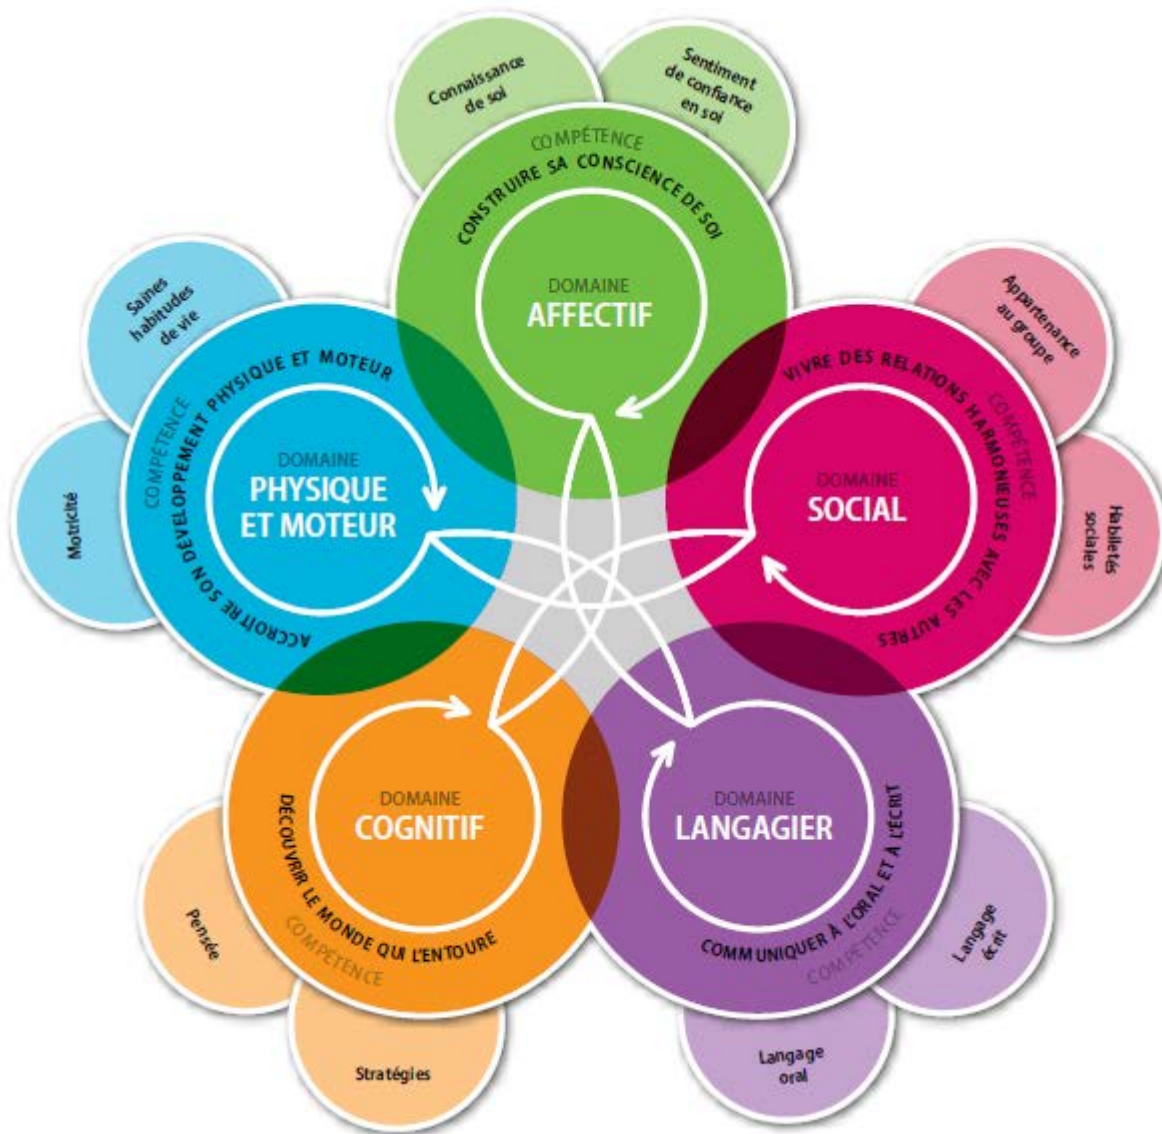 Connaissance
de soi
Sentiment
de confiance
en soi
COMPÉTENCE
CONSTRUIRE SA CONSCIENCE DE SOI
DOMAINE
AFFECTIF
Appartenance
au groupe
Habiletés
sociales
COMPÉTENCE
VIVRE DES RELATIONS HARMONIEUSES AVEC LES AUTRES
DOMAINE
SOCIAL
Langage
écrit
Langage
oral
COMMUNIQUER À L'ORAL ET À L'ÉCRIT
COMPÉTENCE
DOMAINE
LANGAGIER
Stratégies
Pensée
DÉCOUVRIR LE MONDE QUI L'ENTOURE
COMPÉTENCE
DOMAINE
COGNITIF
Motricité
Saines
habitudes
de vie
COMPÉTENCE
ACCROÎTRE SON DÉVELOPPEMENT PHYSIQUE ET MOTEUR
DOMAINE
PHYSIQUE
ET MOTEUR